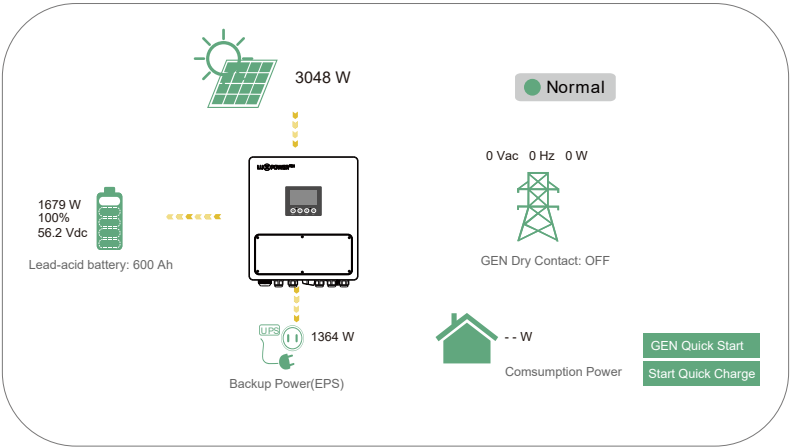 3048 W
Normal
LUXPOWERTEK
0 Vac 0 Hz 0 W
1679 W
100%
56.2 Vdc
Lead-acid battery: 600 Ah
GEN Dry Contact: OFF
UPS
1364 W
Backup Power(EPS)
- - W
Comsumption Power
GEN Quick Start
Start Quick Charge